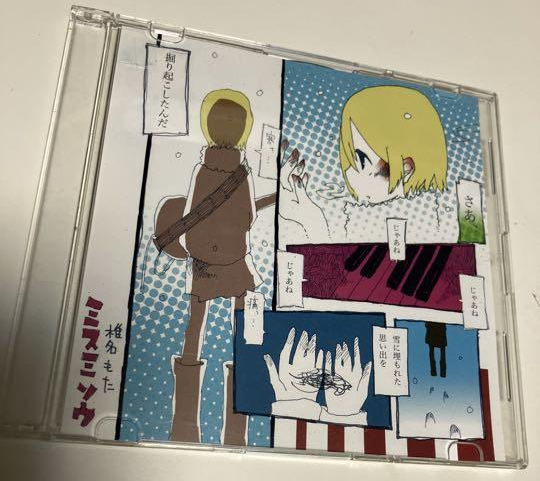 掘り起こしたんだ
寒っ…
さあ
じゃあね
じゃあね
じゃあね
痛っ…
雪に埋もれた
思い出を
椎名もた
ミスミソウ